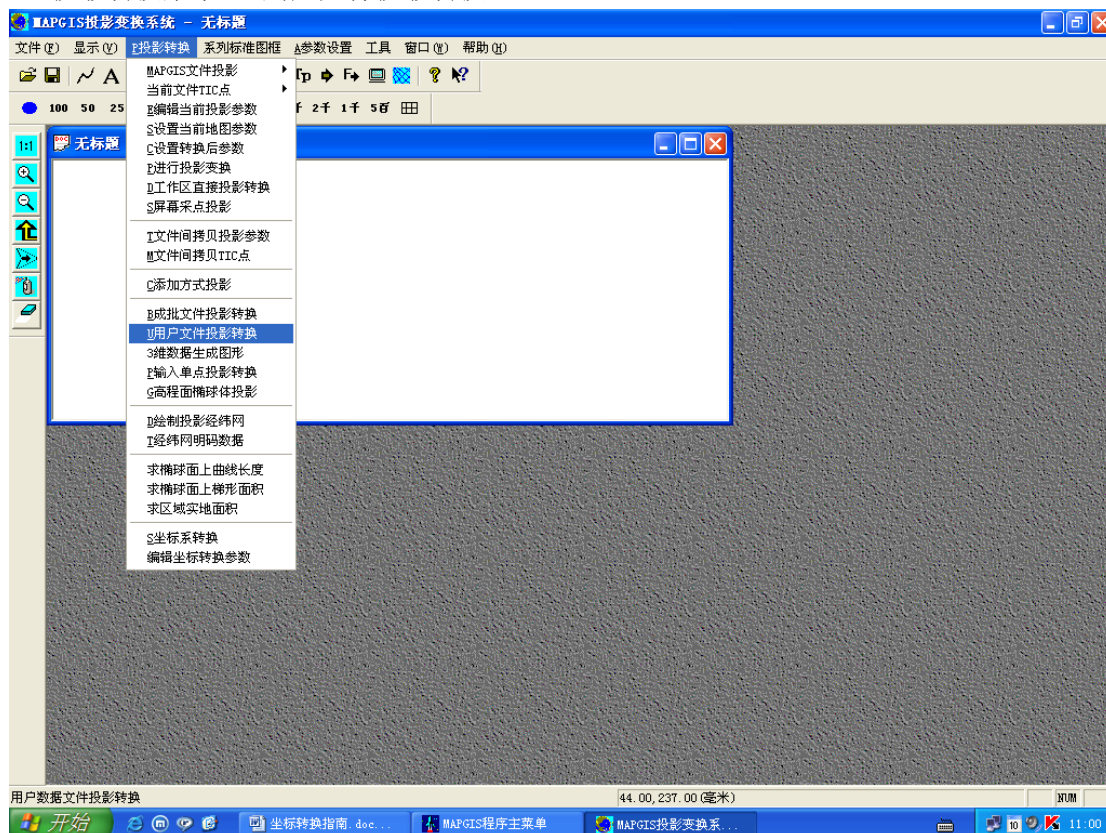 MAPGIS投影变换系统 - 无标题
文件(F) 显示(V) P投影转换 系列标准图框 A参数设置 工具 窗口(W) 帮助(H)
100 50 25 2千 1千 5百
1:1
无标题
MAPGIS文件投影
当前文件TIC点
E编辑当前投影参数
S设置当前地图参数
C设置转换后参数
P进行投影变换
D工作区直接投影转换
S屏幕采点投影
T文件间拷贝投影参数
M文件间拷贝TIC点
C添加方式投影
B成批文件投影转换
U用户文件投影转换
3维数据生成图形
P输入单点投影转换
G高程面椭球体投影
D绘制投影经纬网
T经纬网明码数据
求椭球面上曲线长度
求椭球面上梯形面积
求区域实地面积
S坐标系转换
编辑坐标转换参数
用户数据文件投影转换 44.00,237.00(毫米) NUM
开始 坐标转换指南.doc... MAPGIS程序主菜单 MAPGIS投影变换系... 10 11:00